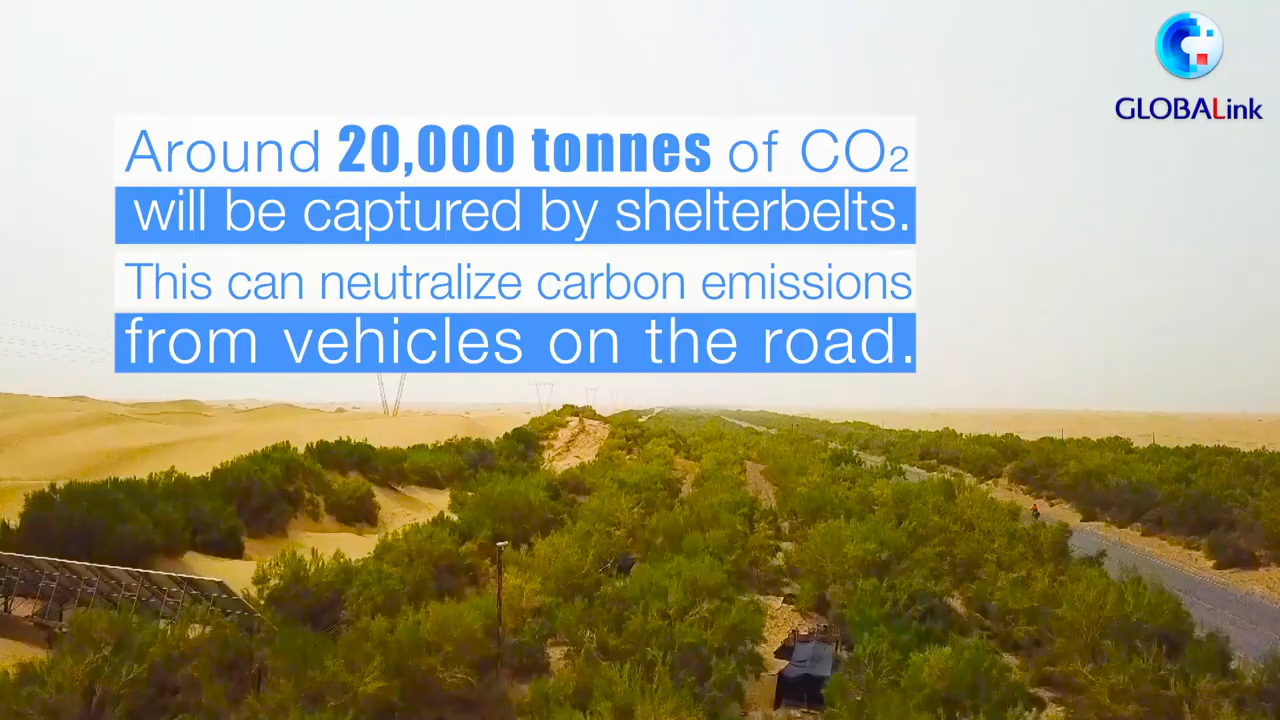 GLOBALink
Around 20,000 tonnes of CO₂
will be captured by shelterbelts.
This can neutralize carbon emissions
from vehicles on the road.